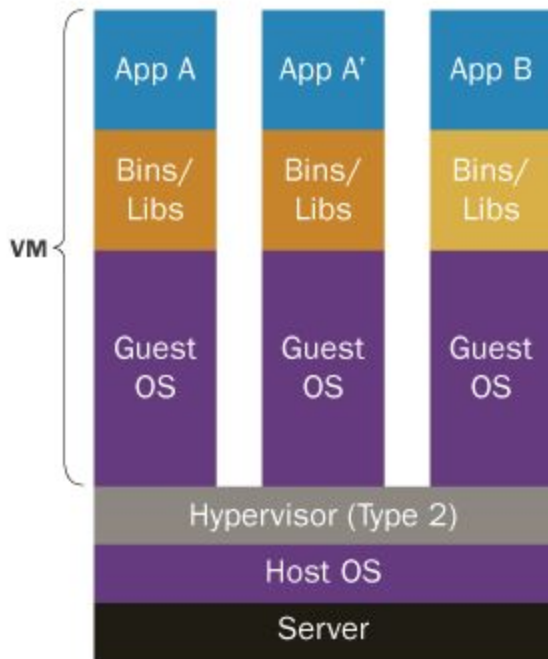 App A
App A'
App B
Bins/
Libs
Bins/
Libs
Bins/
Libs
VM
Guest
OS
Guest
OS
Guest
OS
Hypervisor (Type 2)
Host OS
Server